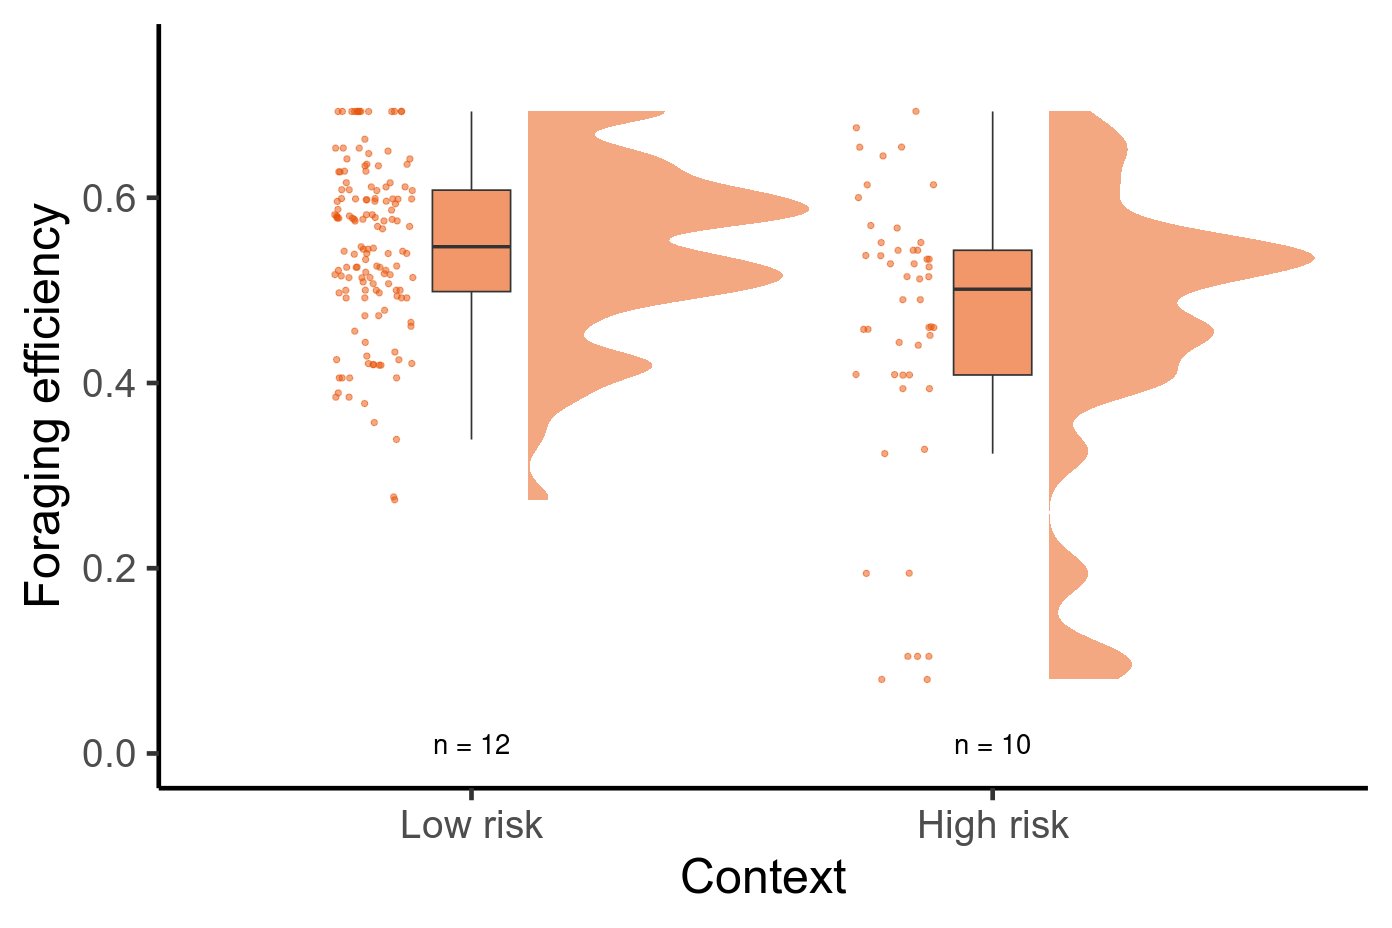 Foraging efficiency
0.6
0.4
0.2
0.0
n = 12
n = 10
Low risk
High risk
Context